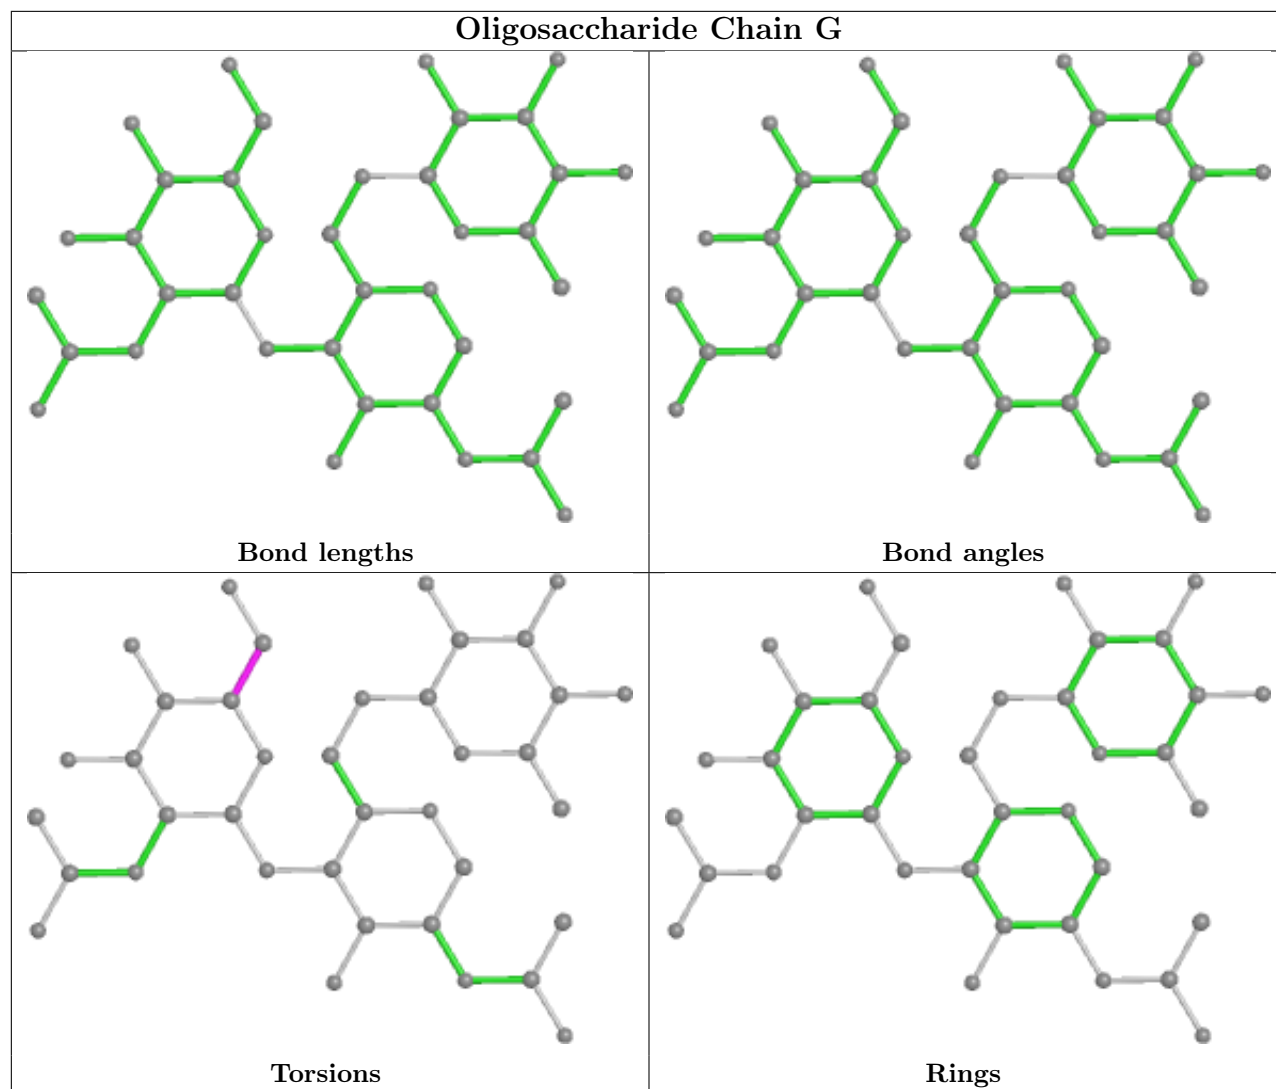 Oligosaccharide Chain G
Bond lengths
Bond angles
Torsions
Rings